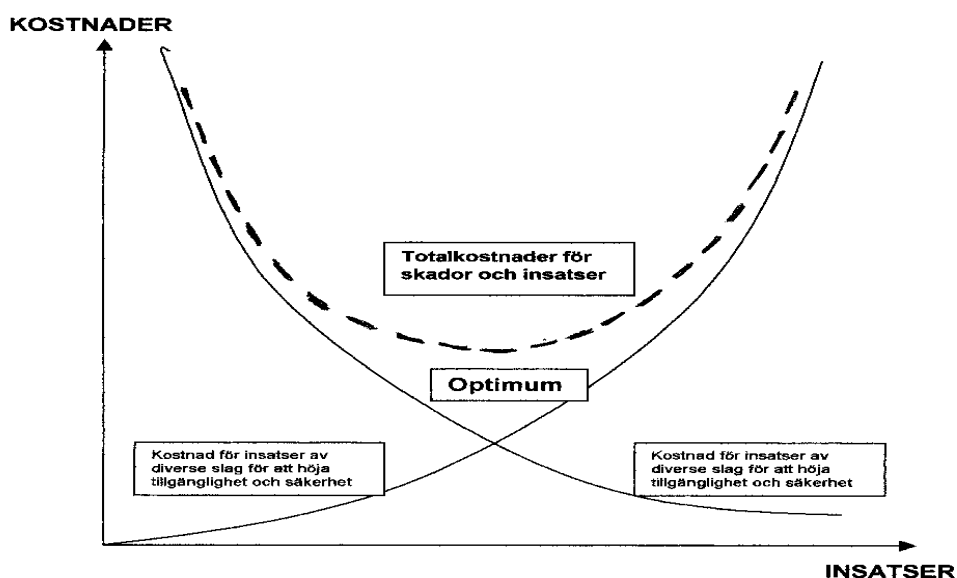 KOSTNADER
Totalkostnader för
skador och insatser
Optimum
Kostnad för insatser av
diverse slag för att höja
tillgänglighet och säkerhet
Kostnad för insatser av
diverse slag för att höja
tillgänglighet och säkerhet
INSATSER